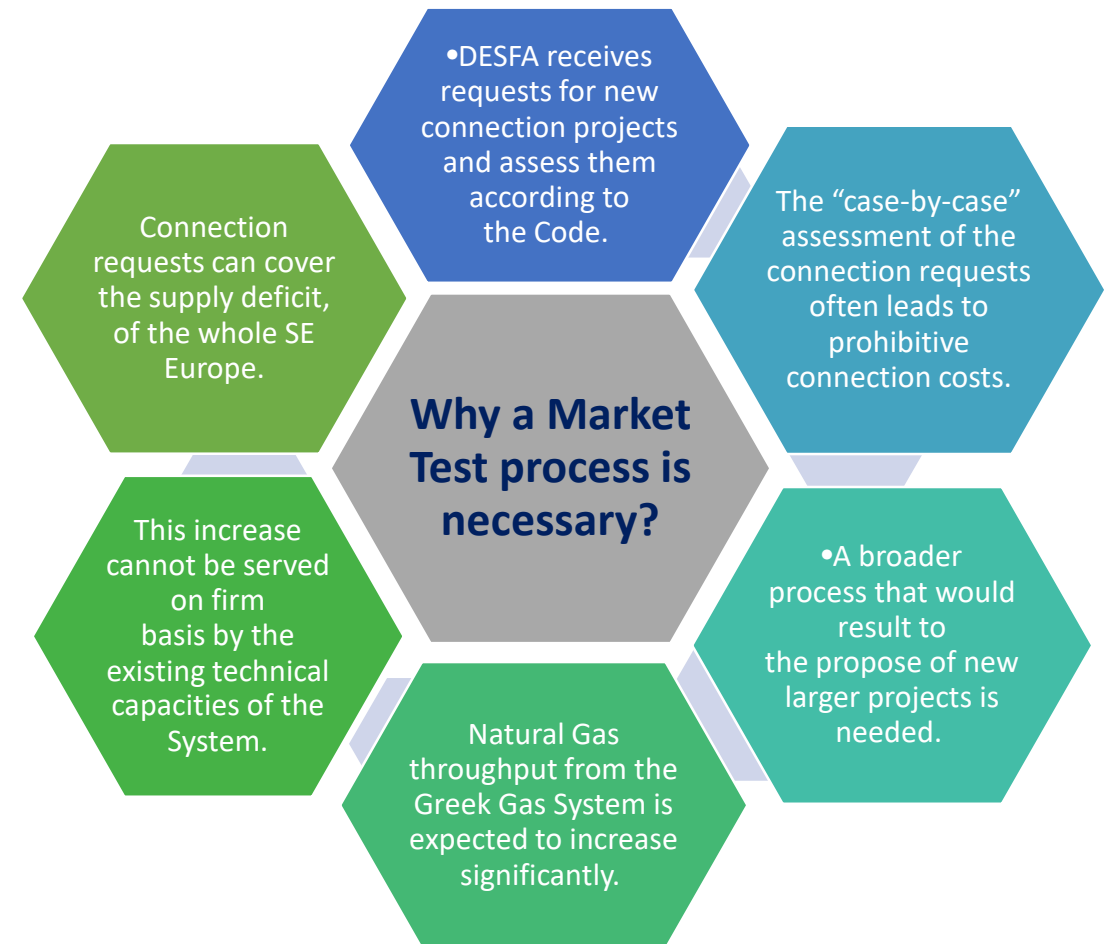 •DESFA receives
requests for new
connection projects
and assess them
according to
the Code.
The “case-by-case”
assessment of the
connection requests
often leads to
prohibitive
connection costs.
•A broader
process that would
result to
the propose of new
larger projects is
needed.
Natural Gas
throughput from the
Greek Gas System is
expected to increase
significantly.
This increase
cannot be served
on firm
basis by the
existing technical
capacities of the
System.
Connection
requests can cover
the supply deficit,
of the whole SE
Europe.
Why a Market
Test process is
necessary?